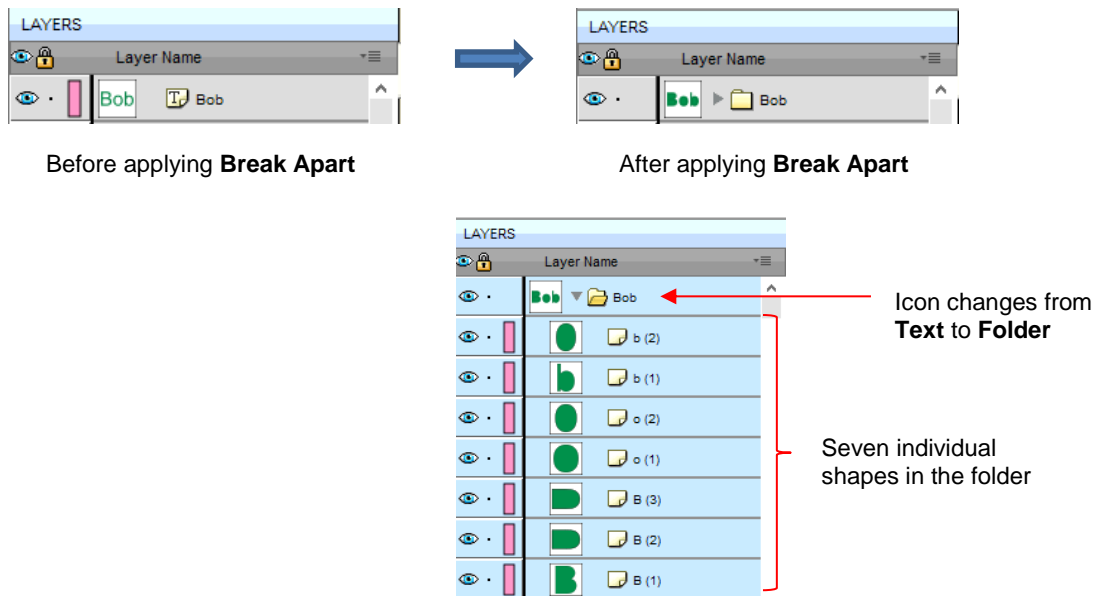 LAYERS
Layer Name
Bob
Bob
LAYERS
Layer Name
Bob
Bob
Before applying Break Apart
After applying Break Apart
LAYERS
Layer Name
Bob
Bob
b (2)
b (1)
o (2)
o (1)
B (3)
B (2)
B (1)
Icon changes from
Text to Folder
Seven individual
shapes in the folder